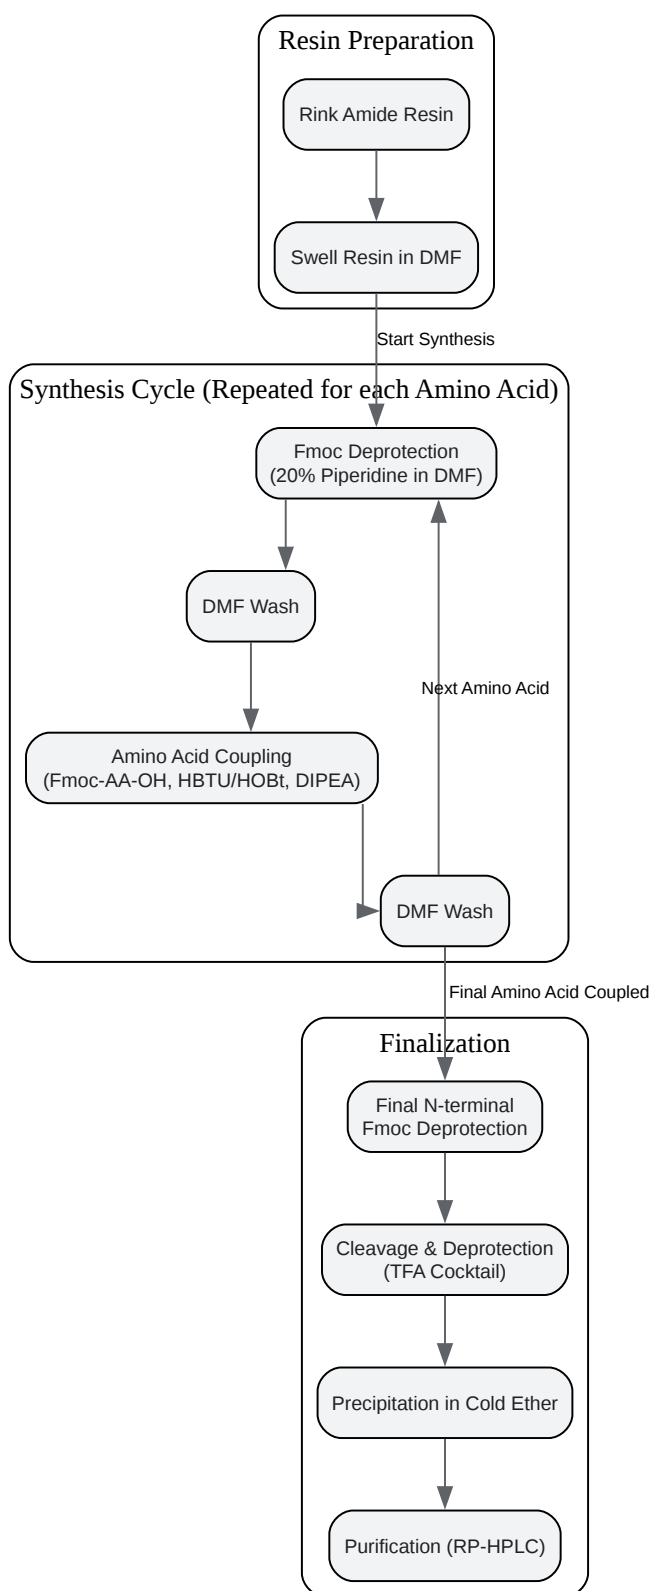 Resin Preparation
Rink Amide Resin
Swell Resin in DMF
Start Synthesis
Synthesis Cycle (Repeated for each Amino Acid)
Fmoc Deprotection
(20% Piperidine in DMF)
DMF Wash
Next Amino Acid
Amino Acid Coupling
(Fmoc-AA-OH, HBTU/HOBt, DIPEA)
DMF Wash
Final Amino Acid Coupled
Finalization
Final N-terminal
Fmoc Deprotection
Cleavage & Deprotection
(TFA Cocktail)
Precipitation in Cold Ether
Purification (RP-HPLC)